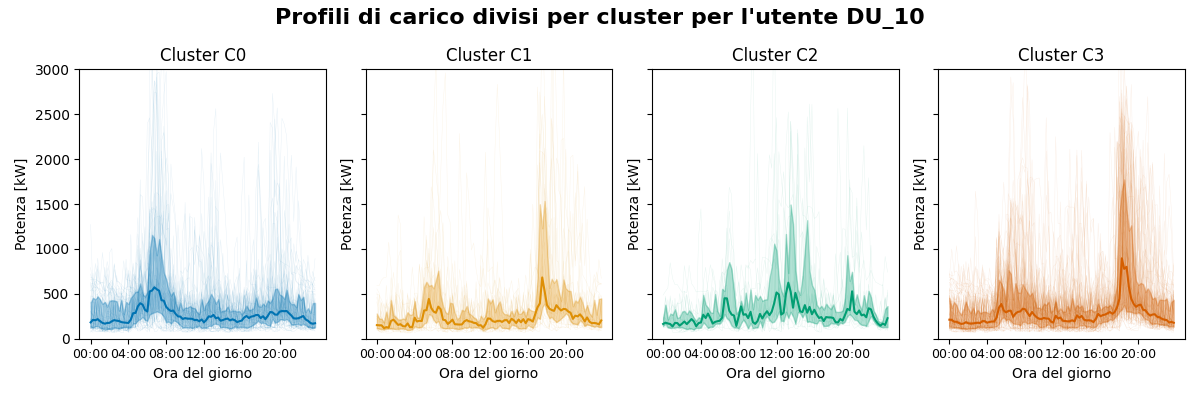 Profili di carico divisi per cluster per l'utente DU_10
Cluster C0
Cluster C1
Cluster C2
Cluster C3
Potenza [kW]
3000
2500
2000
1500
1000
500
0
00:00 04:00 08:00 12:00 16:00 20:00
Ora del giorno
Potenza [kW]
00:00 04:00 08:00 12:00 16:00 20:00
Ora del giorno
Potenza [kW]
00:00 04:00 08:00 12:00 16:00 20:00
Ora del giorno
Potenza [kW]
00:00 04:00 08:00 12:00 16:00 20:00
Ora del giorno